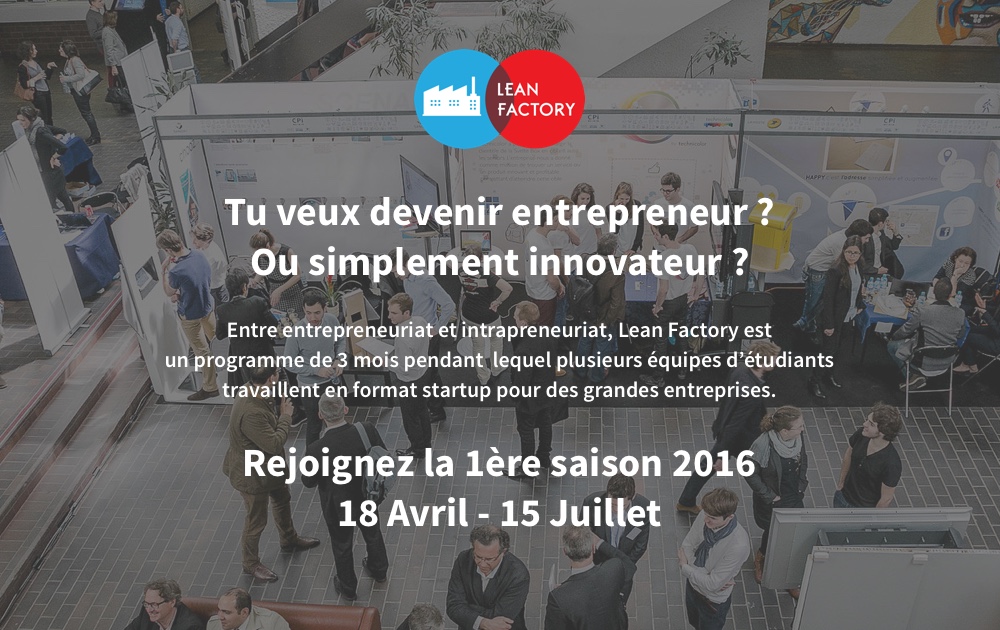 LEAN
FACTORY
Tu veux devenir entrepreneur ?
Ou simplement innovateur ?
Entre entrepreneuriat et intrapreneuriat, Lean Factory est
un programme de 3 mois pendant lequel plusieurs équipes d’étudiants
travaillent en format startup pour des grandes entreprises.
Rejoignez la 1ère saison 2016
18 Avril - 15 Juillet